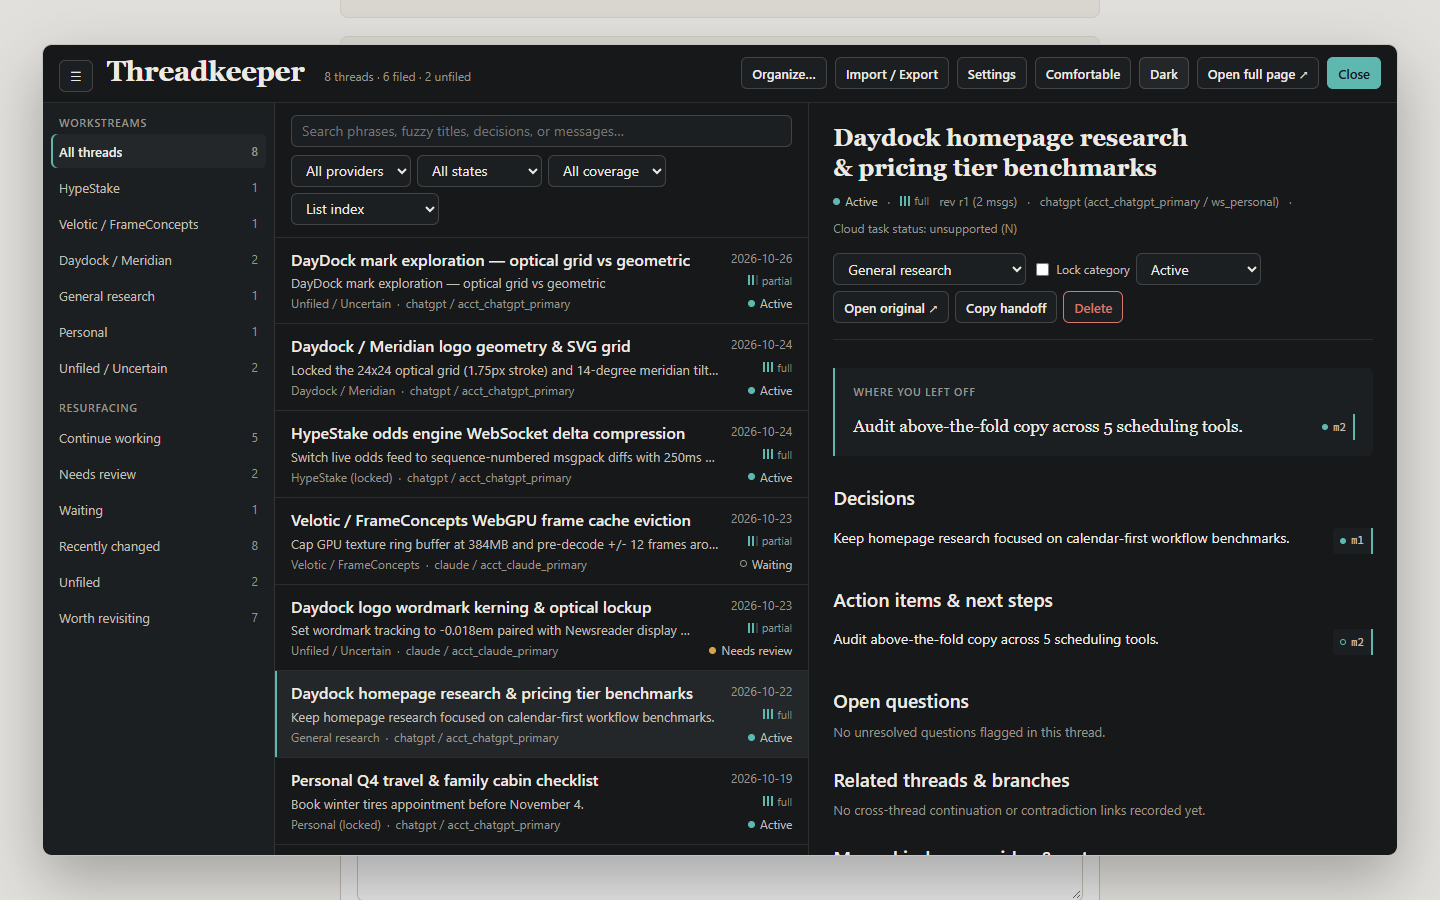 ☰ Threadkeeper 8 threads · 6 filed · 2 unfiled Organize... Import / Export Settings Comfortable Dark Open full page ↗ Close
WORKSTREAMS
All threads 8
HypeStake 1
Velotic / FrameConcepts 1
Daydock / Meridian 2
General research 1
Personal 1
Unfiled / Uncertain 2
RESURFACING
Continue working 5
Needs review 2
Waiting 1
Recently changed 8
Unfiled 2
Worth revisiting 7
Search phrases, fuzzy titles, decisions, or messages...
All providers All states All coverage
List index
DayDock mark exploration — optical grid vs geometric 2026-10-26
DayDock mark exploration — optical grid vs geometric partial
Unfiled / Uncertain · chatgpt / acct_chatgpt_primary Active
Daydock / Meridian logo geometry & SVG grid 2026-10-24
Locked the 24x24 optical grid (1.75px stroke) and 14-degree meridian tilt... full
Daydock / Meridian · chatgpt / acct_chatgpt_primary Active
HypeStake odds engine WebSocket delta compression 2026-10-24
Switch live odds feed to sequence-numbered msgpack diffs with 250ms ... full
HypeStake (locked) · chatgpt / acct_chatgpt_primary Active
Velotic / FrameConcepts WebGPU frame cache eviction 2026-10-23
Cap GPU texture ring buffer at 384MB and pre-decode +/- 12 frames aro... partial
Velotic / FrameConcepts · claude / acct_claude_primary Waiting
Daydock logo wordmark kerning & optical lockup 2026-10-23
Set wordmark tracking to -0.018em paired with Newsreader display ... partial
Unfiled / Uncertain · claude / acct_claude_primary Needs review
Daydock homepage research & pricing tier benchmarks 2026-10-22
Keep homepage research focused on calendar-first workflow benchmarks. full
General research · chatgpt / acct_chatgpt_primary Active
Personal Q4 travel & family cabin checklist 2026-10-19
Book winter tires appointment before November 4. full
Personal (locked) · chatgpt / acct_chatgpt_primary Active
Daydock homepage research
& pricing tier benchmarks
Active · full rev r1 (2 msgs) · chatgpt (acct_chatgpt_primary / ws_personal) ·
Cloud task status: unsupported (N)
General research Lock category Active
Open original ↗ Copy handoff Delete
WHERE YOU LEFT OFF
Audit above-the-fold copy across 5 scheduling tools. m2
Decisions
Keep homepage research focused on calendar-first workflow benchmarks. m1
Action items & next steps
Audit above-the-fold copy across 5 scheduling tools. m2
Open questions
No unresolved questions flagged in this thread.
Related threads & branches
No cross-thread continuation or contradiction links recorded yet.